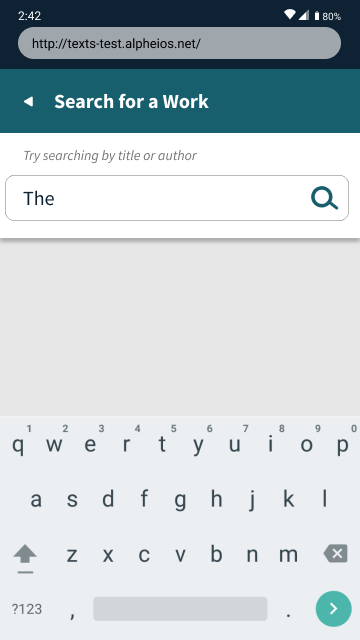 2:42
80%
http://texts-test.alpheios.net/
Search for a Work
Try searching by title or author
The
1 2 3 4 5 6 7 8 9 0
q w e r t y u i o p
a s d f g h j k l
z x c v b n m
?123 , .